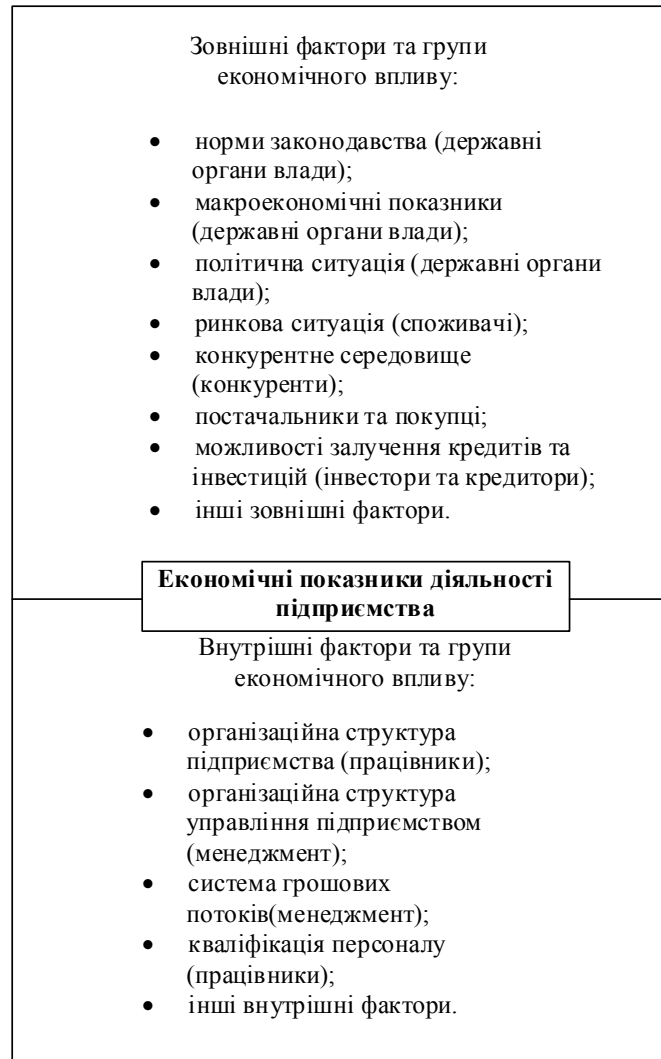 Зовнішні фактори та групи
економічного впливу:
• норми законодавства (державні
органи влади);
• макроекономічні показники
(державні органи влади);
• політична ситуація (державні органи
влади);
• ринкова ситуація (споживачі);
• конкурентне середовище
(конкуренти);
• постачальники та покупці;
• можливості залучення кредитів та
інвестицій (інвестори та кредитори);
• інші зовнішні фактори.
Економічні показники діяльності
підприємства
Внутрішні фактори та групи
економічного впливу:
• організаційна структура
підприємства (працівники);
• організаційна структура
управління підприємством
(менеджмент);
• система грошових
потоків(менеджмент);
• кваліфікація персоналу
(працівники);
• інші внутрішні фактори.